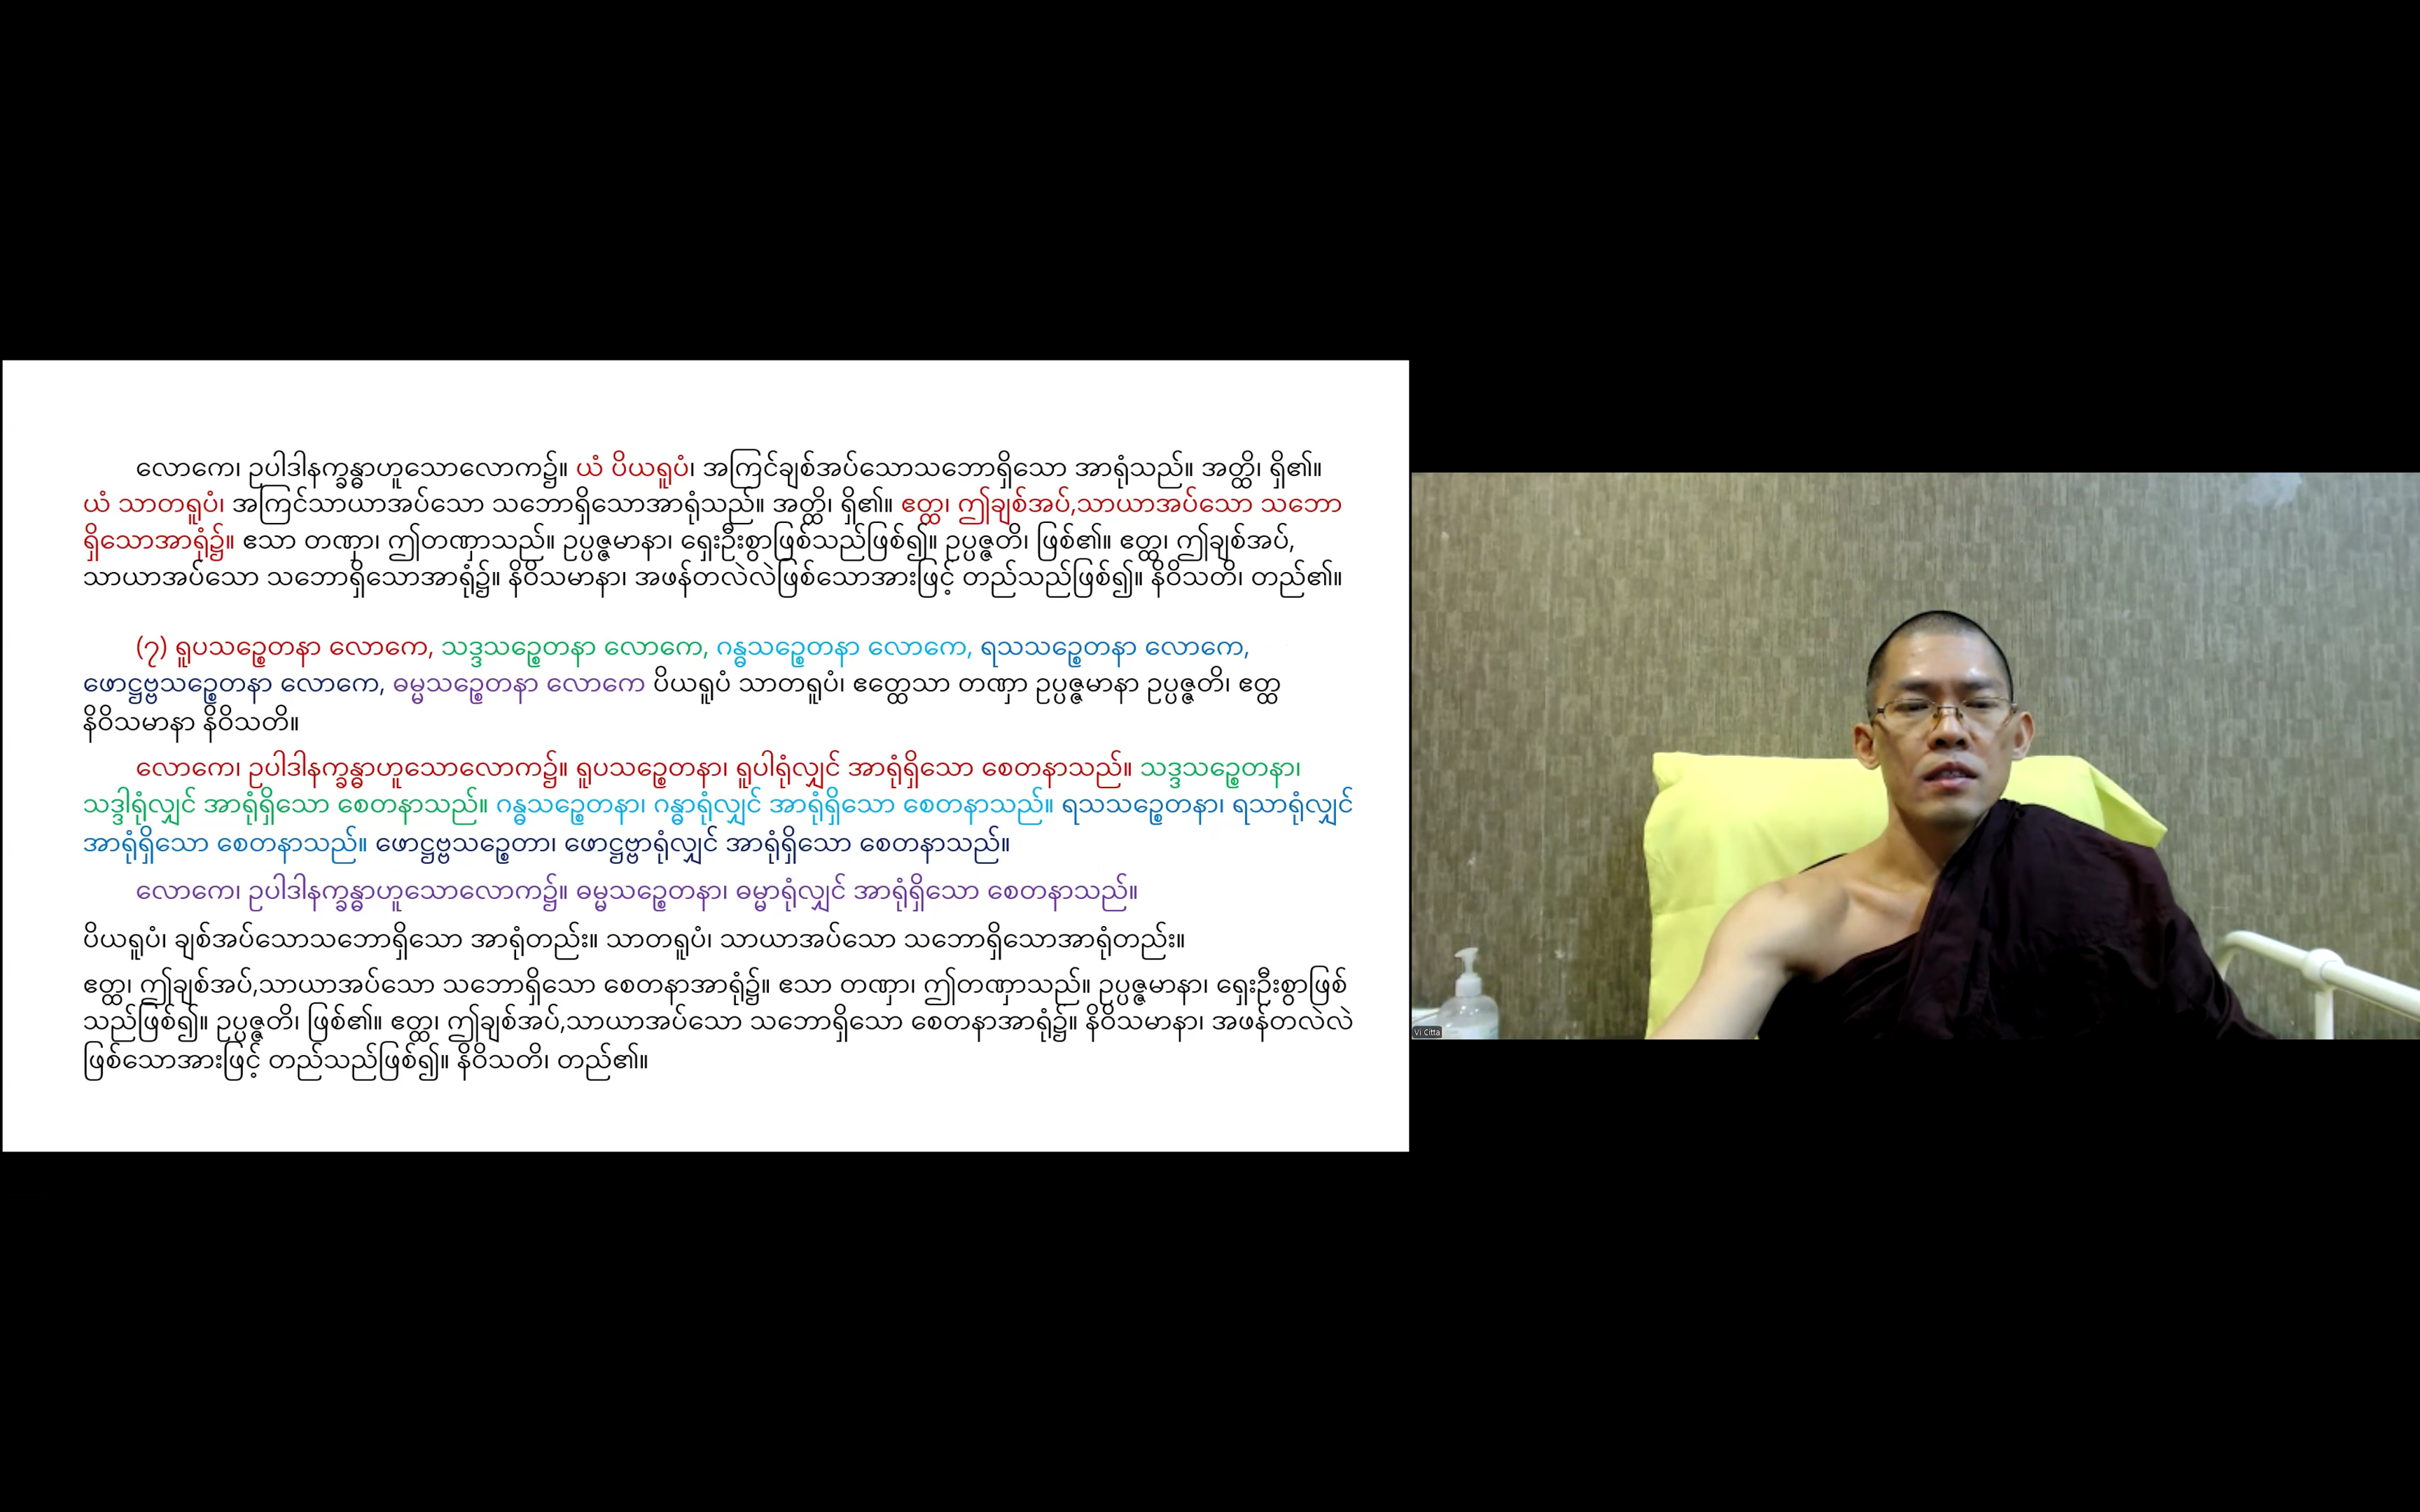 လောကေ၊ ဥပါဒါနက္ခန္ဓာဟူသောလောက၌။ ယံ ပိယရူပံ၊ အကြင်ချစ်အပ်သောသဘောရှိသော အာရုံသည်။ အတ္ထိ၊ ရှိ၏။
ယံ သာတရူပံ၊ အကြင်သာယာအပ်သော သဘောရှိသောအာရုံသည်။ အတ္ထိ၊ ရှိ၏။ ဧတ္ထ၊ ဤချစ်အပ်,သာယာအပ်သော သဘော
ရှိသောအာရုံ၌။ ဧသာ တဏှာ၊ ဤတဏှာသည်။ ဥပ္ပဇ္ဇမာနာ၊ ရှေးဦးစွာဖြစ်သည်ဖြစ်၍။ ဥပ္ပဇ္ဇတိ၊ ဖြစ်၏။ ဧတ္ထ၊ ဤချစ်အပ်,
သာယာအပ်သော သဘောရှိသောအာရုံ၌။ နိဝိသမာနာ၊ အဖန်တလဲလဲဖြစ်သောအားဖြင့် တည်သည်ဖြစ်၍။ နိဝိသတိ၊ တည်၏။
(၇) ရူပသဉ္စေတနာ လောကေ, သဒ္ဒသဉ္စေတနာ လောကေ, ဂန္ဓသဉ္စေတနာ လောကေ, ရသသဉ္စေတနာ လောကေ,
ဖောဋ္ဌဗ္ဗသဉ္စေတနာ လောကေ, ဓမ္မသဉ္စေတနာ လောကေ ပိယရူပံ သာတရူပံ၊ ဧတ္ထေသာ တဏှာ ဥပ္ပဇ္ဇမာနာ ဥပ္ပဇ္ဇတိ၊ ဧတ္ထ
နိဝိသမာနာ နိဝိသတိ။
လောကေ၊ ဥပါဒါနက္ခန္ဓာဟူသောလောက၌။ ရူပသဉ္စေတနာ၊ ရူပါရုံလျှင် အာရုံရှိသော စေတနာသည်။ သဒ္ဒသဉ္စေတနာ၊
သဒ္ဒါရုံလျှင် အာရုံရှိသော စေတနာသည်။ ဂန္ဓသဉ္စေတနာ၊ ဂန္ဓာရုံလျှင် အာရုံရှိသော စေတနာသည်။ ရသသဉ္စေတနာ၊ ရသာရုံလျှင်
အာရုံရှိသော စေတနာသည်။ ဖောဋ္ဌဗ္ဗသဉ္စေတာ၊ ဖောဋ္ဌဗ္ဗာရုံလျှင် အာရုံရှိသော စေတနာသည်။
လောကေ၊ ဥပါဒါနက္ခန္ဓာဟူသောလောက၌။ ဓမ္မသဉ္စေတနာ၊ ဓမ္မာရုံလျှင် အာရုံရှိသော စေတနာသည်။
ပိယရူပံ၊ ချစ်အပ်သောသဘောရှိသော အာရုံတည်း။ သာတရူပံ၊ သာယာအပ်သော သဘောရှိသောအာရုံတည်း။
ဧတ္ထ၊ ဤချစ်အပ်,သာယာအပ်သော သဘောရှိသော စေတနာအာရုံ၌။ ဧသာ တဏှာ၊ ဤတဏှာသည်။ ဥပ္ပဇ္ဇမာနာ၊ ရှေးဦးစွာဖြစ်
သည်ဖြစ်၍။ ဥပ္ပဇ္ဇတိ၊ ဖြစ်၏။ ဧတ္ထ၊ ဤချစ်အပ်,သာယာအပ်သော သဘောရှိသော စေတနာအာရုံ၌။ နိဝိသမာနာ၊ အဖန်တလဲလဲ
ဖြစ်သောအားဖြင့် တည်သည်ဖြစ်၍။ နိဝိသတိ၊ တည်၏။
Vi Citta